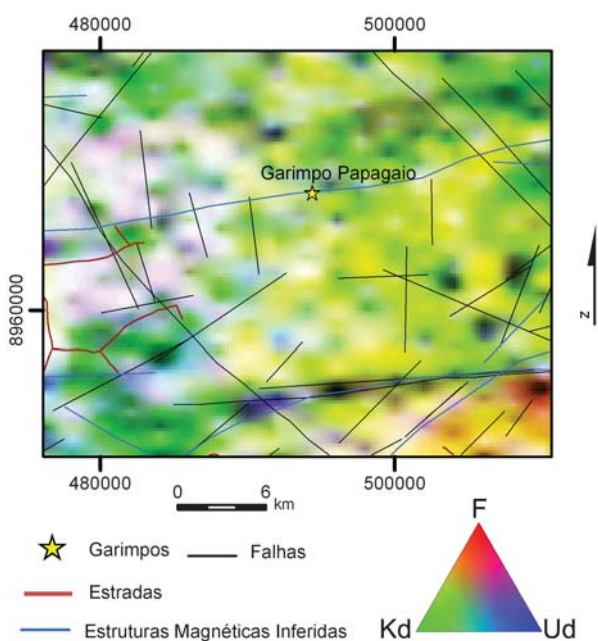 480000 500000
Garimpo Papagaio
8960000
z
480000 500000
0 6
km
F
Garimpos Falhas
Estradas
Kd Ud
Estruturas Magnéticas Inferidas